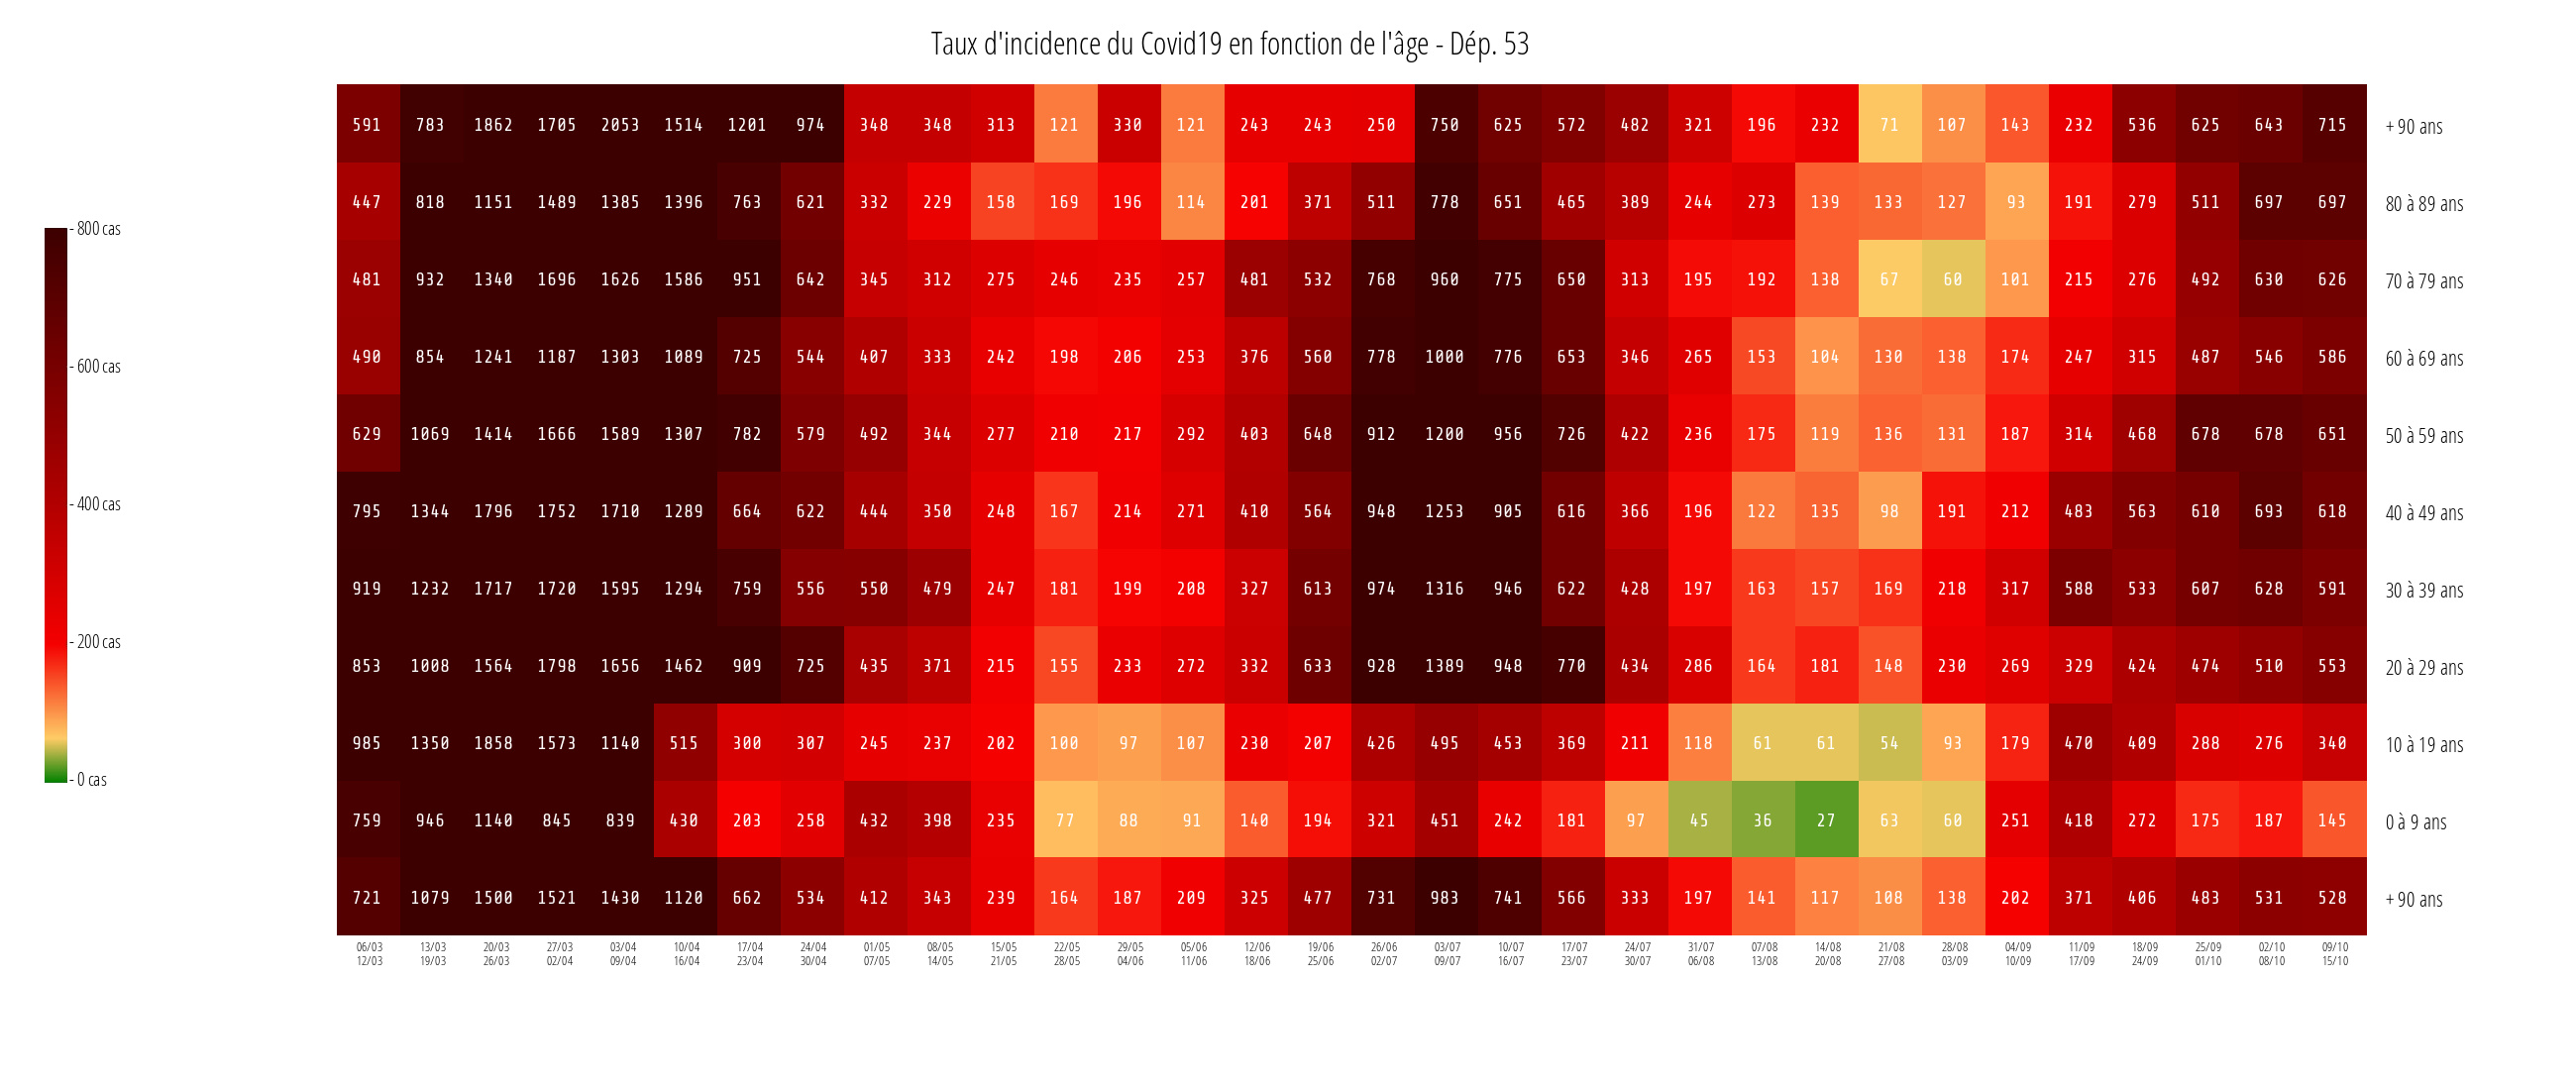 Taux d'incidence du Covid19 en fonction de l'âge - Dép. 53
591 783 1862 1705 2053 1514 1201 974 348 348 313 121 330 121 243 243 250 750 625 572 482 321 196 232 71 107 143 232 536 625 643 715 + 90 ans
447 818 1151 1489 1385 1396 763 621 332 229 158 169 196 114 201 371 511 778 651 465 389 244 273 139 133 127 93 191 279 511 697 697 80 à 89 ans
481 932 1340 1696 1626 1586 951 642 345 312 275 246 235 257 481 532 768 960 775 650 313 195 192 138 67 60 101 215 276 492 630 626 70 à 79 ans
490 854 1241 1187 1303 1089 725 544 407 333 242 198 206 253 376 560 778 1000 776 653 346 265 153 104 130 138 174 247 315 487 546 586 60 à 69 ans
629 1069 1414 1666 1589 1307 782 579 492 344 277 210 217 292 403 648 912 1200 956 726 422 236 175 119 136 131 187 314 468 678 678 651 50 à 59 ans
795 1344 1796 1752 1710 1289 664 622 444 350 248 167 214 271 410 564 948 1253 905 616 366 196 122 135 98 191 212 483 563 610 693 618 40 à 49 ans
919 1232 1717 1720 1595 1294 759 556 550 479 247 181 199 208 327 613 974 1316 946 622 428 197 163 157 169 218 317 588 533 607 628 591 30 à 39 ans
853 1008 1564 1798 1656 1462 909 725 435 371 215 155 233 272 332 633 928 1389 948 770 434 286 164 181 148 230 269 329 424 474 510 553 20 à 29 ans
985 1350 1858 1573 1140 515 300 307 245 237 202 100 97 107 230 207 426 495 453 369 211 118 61 61 54 93 179 470 409 288 276 340 10 à 19 ans
759 946 1140 845 839 430 203 258 432 398 235 77 88 91 140 194 321 451 242 181 97 45 36 27 63 60 251 418 272 175 187 145 0 à 9 ans
721 1079 1500 1521 1430 1120 662 534 412 343 239 164 187 209 325 477 731 983 741 566 333 197 141 117 108 138 202 371 406 483 531 528 + 90 ans
06/03 13/03 20/03 27/03 03/04 10/04 17/04 24/04 01/05 08/05 15/05 22/05 29/05 05/06 12/06 19/06 26/06 03/07 10/07 17/07 24/07 31/07 07/08 14/08 21/08 28/08 04/09 11/09 18/09 25/09 02/10 09/10
12/03 19/03 26/03 02/04 09/04 16/04 23/04 30/04 07/05 14/05 21/05 28/05 04/06 11/06 18/06 25/06 02/07 09/07 16/07 23/07 30/07 06/08 13/08 20/08 27/08 03/09 10/09 17/09 24/09 01/10 08/10 15/10
- 800 cas
- 600 cas
- 400 cas
- 200 cas
- 0 cas